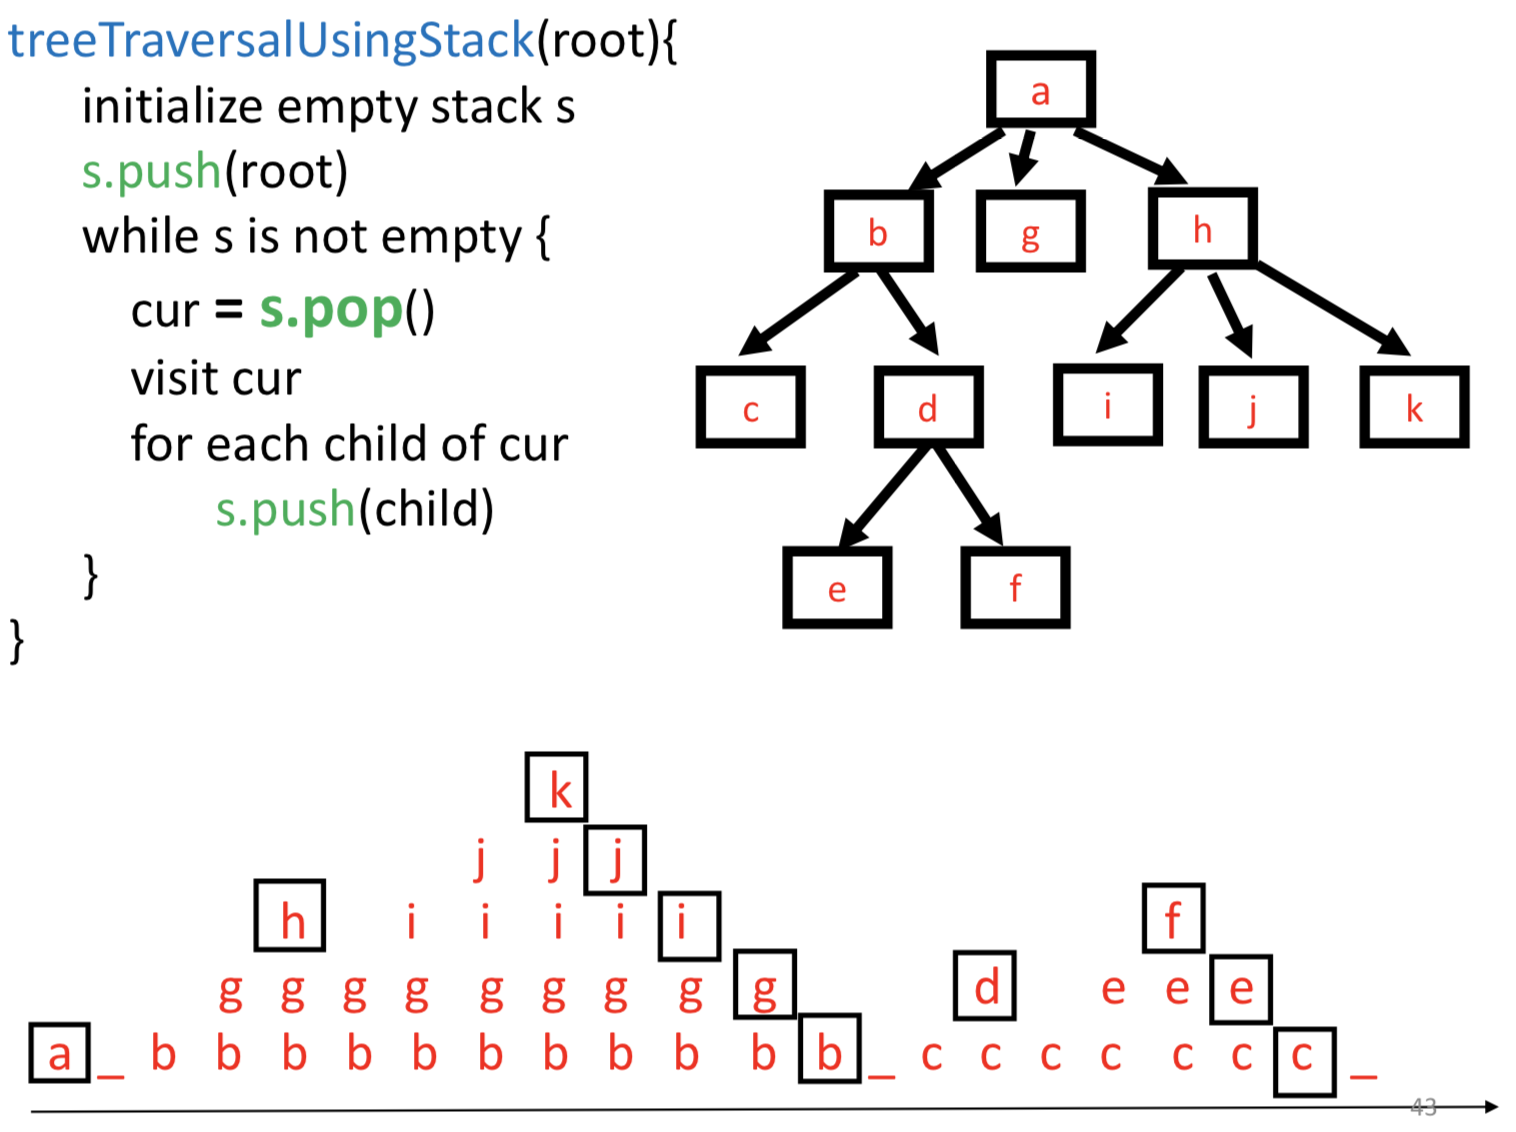 treeTraversalUsingStack(root){
initialize empty stack s
s.push(root)
while s is not empty {
cur = s.pop()
visit cur
for each child of cur
s.push(child)
}
}
a
b g h
c d i j k
e f
k
j j j
h i i i i i f
g g g g g g g g g d e e e
a _ b b b b b b b b b b b _ c c c c c c c _
43